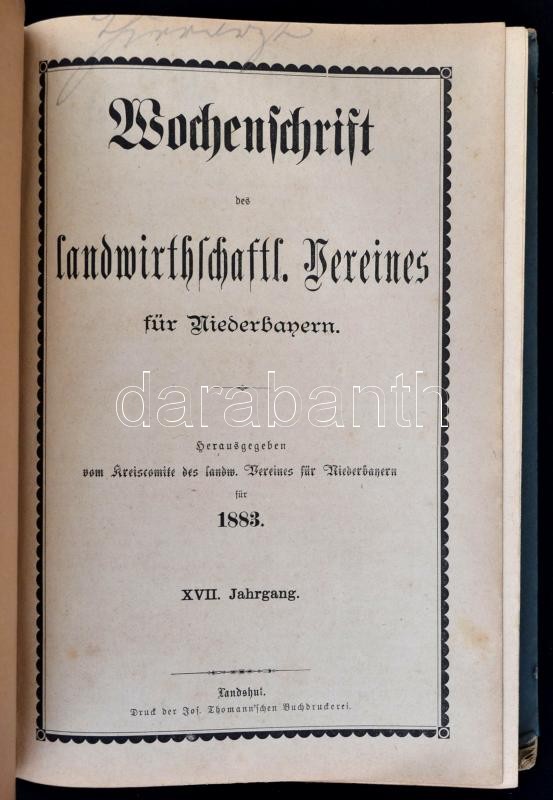 Wochenschrift
des
landwirthschaftl. Vereines
für Niederbayern.
darabanth
Herausgegeben
vom Kreiscomite des landw. Vereines für Niederbayern
für
1883.
XVII. Jahrgang.
Landshut.
Druck der Jos. Thomann'schen Buchdruckerei.